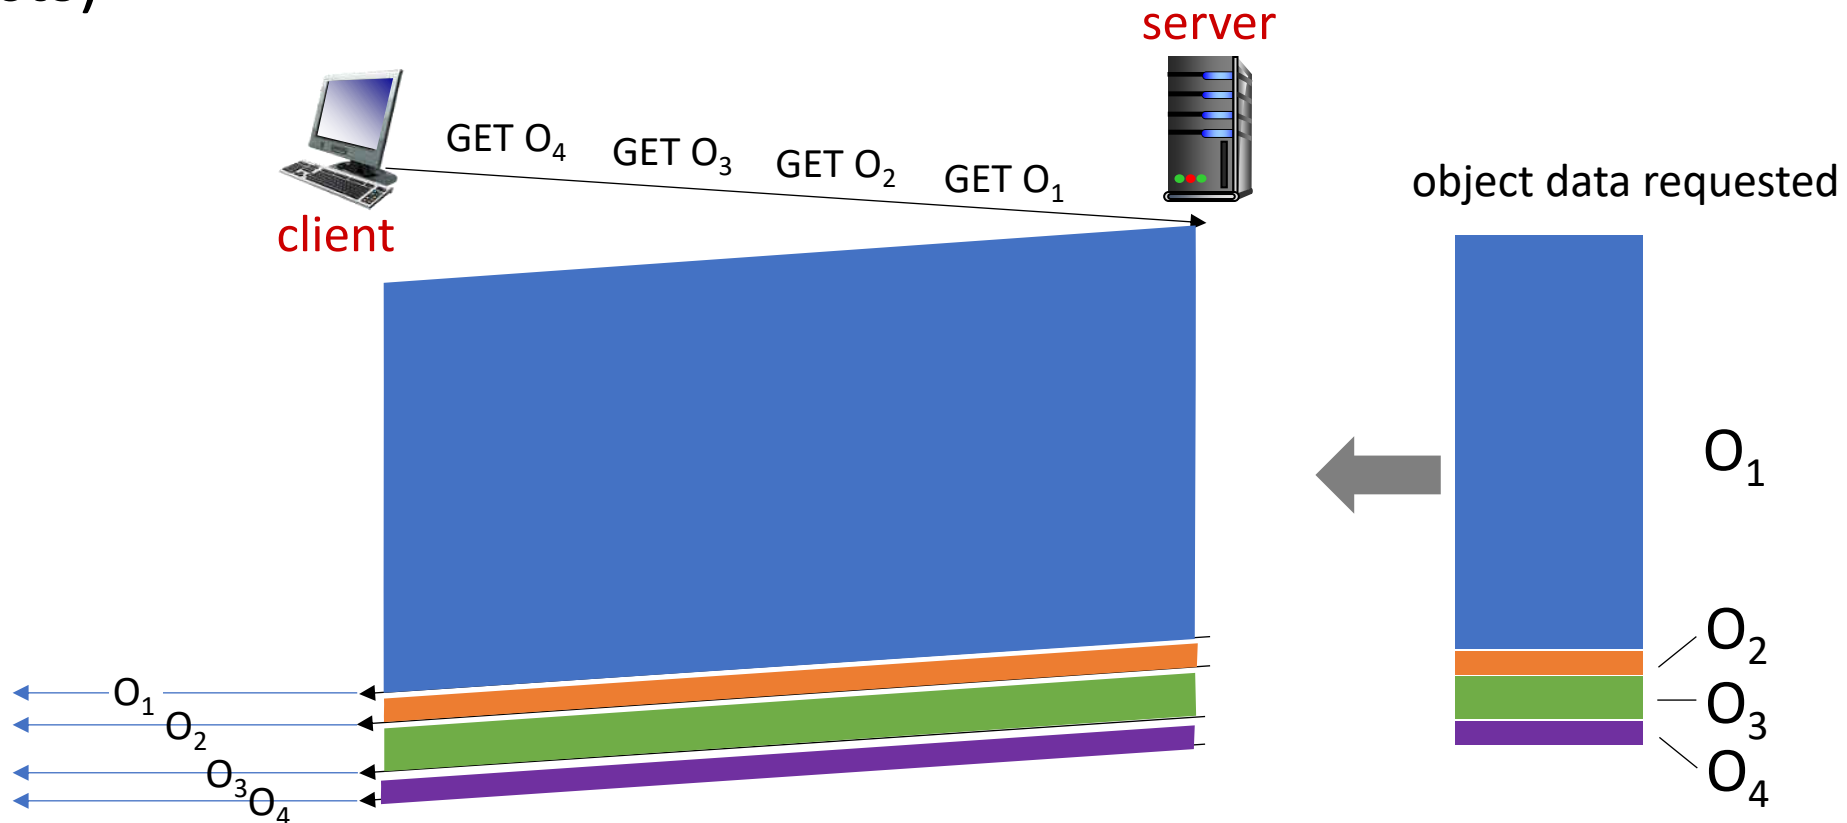 server
GET O₄
GET O₃
GET O₂
GET O₁
object data requested
client
O₁
O₂
O₃
O₄
O₁
O₂
O₃
O₄